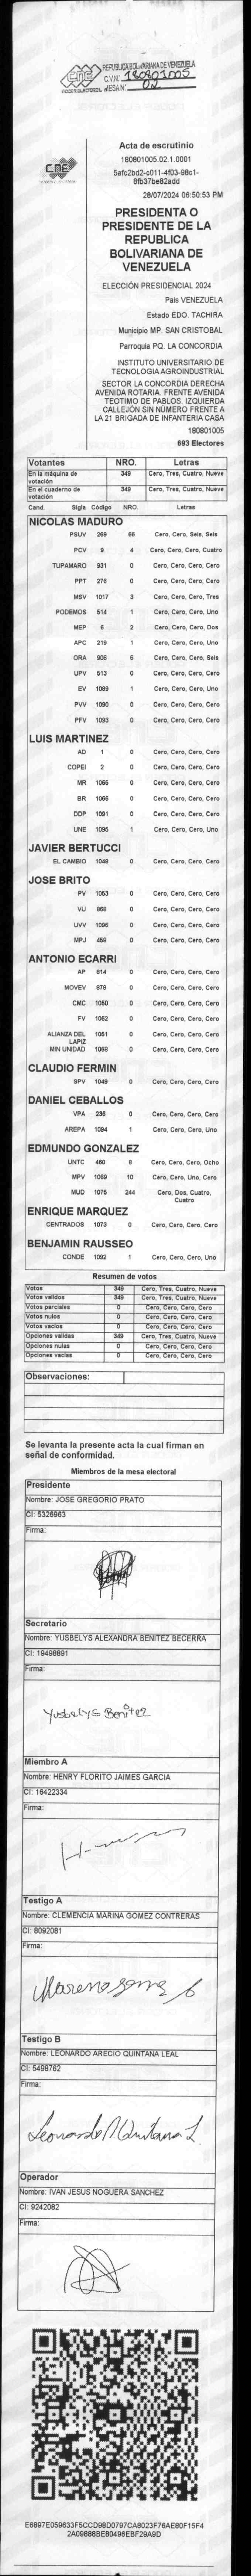 REPUBLICA BOLIVARIANA DE VENEZUELA
CNE
C.V.Nº: 180801005
PODER ELECTORAL MESA Nº: 02
Acta de escrutinio
180801005.02.1.0001
CNE
28/07/2024 06:50:53 PM
PRESIDENTA O
PRESIDENTE DE LA
REPUBLICA
BOLIVARIANA DE
VENEZUELA
ELECCIÓN PRESIDENCIAL 2024
País VENEZUELA
Estado EDO. TACHIRA
Municipio MP. SAN CRISTOBAL
Parroquia PQ. LA CONCORDIA
INSTITUTO UNIVERSITARIO DE
TECNOLOGIA AGROINDUSTRIAL
SECTOR LA CONCORDIA DERECHA
AVENIDA ROTARIA. FRENTE AVENIDA
TEOTIMO DE PABLOS. IZQUIERDA
CALLEJÓN SIN NÚMERO FRENTE A
LA 21 BRIGADA DE INFANTERIA CASA
180801005
693 Electores
Votantes NRO. Letras
En la máquina de votación 349 Cero, Tres, Cuatro, Nueve
En el cuaderno de votación 349 Cero, Tres, Cuatro, Nueve
Cand. Sigla Código NRO. Letras
NICOLAS MADURO
PSUV 269 66 Cero, Cero, Seis, Seis
PCV 9 4 Cero, Cero, Cero, Cuatro
TUPAMARO 931 0 Cero, Cero, Cero, Cero
PPT 276 0 Cero, Cero, Cero, Cero
MSV 1017 3 Cero, Cero, Cero, Tres
PODEMOS 514 1 Cero, Cero, Cero, Uno
MEP 6 2 Cero, Cero, Cero, Dos
APC 219 1 Cero, Cero, Cero, Uno
ORA 906 6 Cero, Cero, Cero, Seis
UPV 513 0 Cero, Cero, Cero, Cero
EV 1089 1 Cero, Cero, Cero, Uno
PVV 1090 0 Cero, Cero, Cero, Cero
PFV 1093 0 Cero, Cero, Cero, Cero
LUIS MARTINEZ
AD 1 0 Cero, Cero, Cero, Cero
COPEI 2 0 Cero, Cero, Cero, Cero
MR 1065 0 Cero, Cero, Cero, Cero
BR 1066 0 Cero, Cero, Cero, Cero
DDP 1091 0 Cero, Cero, Cero, Cero
UNE 1095 1 Cero, Cero, Cero, Uno
JAVIER BERTUCCI
EL CAMBIO 1048 0 Cero, Cero, Cero, Cero
JOSE BRITO
PV 1053 0 Cero, Cero, Cero, Cero
VU 969 0 Cero, Cero, Cero, Cero
UVV 1096 0 Cero, Cero, Cero, Cero
MPJ 459 0 Cero, Cero, Cero, Cero
ANTONIO ECARRI
AP 814 0 Cero, Cero, Cero, Cero
MOVEV 878 0 Cero, Cero, Cero, Cero
CMC 1050 0 Cero, Cero, Cero, Cero
FV 1062 0 Cero, Cero, Cero, Cero
ALIANZA DEL LAPIZ 1051 0 Cero, Cero, Cero, Cero
MIN UNIDAD 1068 0 Cero, Cero, Cero, Cero
CLAUDIO FERMIN
SPV 1049 0 Cero, Cero, Cero, Cero
DANIEL CEBALLOS
VPA 236 0 Cero, Cero, Cero, Cero
AREPA 1094 1 Cero, Cero, Cero, Uno
EDMUNDO GONZALEZ
UNTC 460 8 Cero, Cero, Cero, Ocho
MPV 1069 10 Cero, Cero, Uno, Cero
MUD 1075 244 Cero, Dos, Cuatro, Cuatro
ENRIQUE MARQUEZ
CENTRADOS 1073 0 Cero, Cero, Cero, Cero
BENJAMIN RAUSSEO
CONDE 1092 1 Cero, Cero, Cero, Uno
Resumen de votos
Votos 349 Cero, Tres, Cuatro, Nueve
Votos validos 349 Cero, Tres, Cuatro, Nueve
Votos parciales 0 Cero, Cero, Cero, Cero
Votos nulos 0 Cero, Cero, Cero, Cero
Votos vacios 0 Cero, Cero, Cero, Cero
Opciones validas 349 Cero, Tres, Cuatro, Nueve
Opciones nulas 0 Cero, Cero, Cero, Cero
Opciones vacias 0 Cero, Cero, Cero, Cero
Observaciones:
Se levanta la presente acta la cual firman en
señal de conformidad.
Miembros de la mesa electoral
Presidente
Nombre: JOSE GREGORIO PRATO
CI: 5326963
Firma:
Secretario
Nombre: YUSBELYS ALEXANDRA BENITEZ BECERRA
CI: 19498891
Firma:
Yusbelys Benitez
Miembro A
Nombre: HENRY FLORITO JAIMES GARCIA
CI: 16422334
Firma:
Testigo A
Nombre: CLEMENCIA MARINA GOMEZ CONTRERAS
CI: 8092081
Firma:
Testigo B
Nombre: LEONARDO ARECIO QUINTANA LEAL
CI: 5498762
Firma:
Operador
Nombre: IVAN JESUS NOGUERA SANCHEZ
CI: 9242082
Firma: